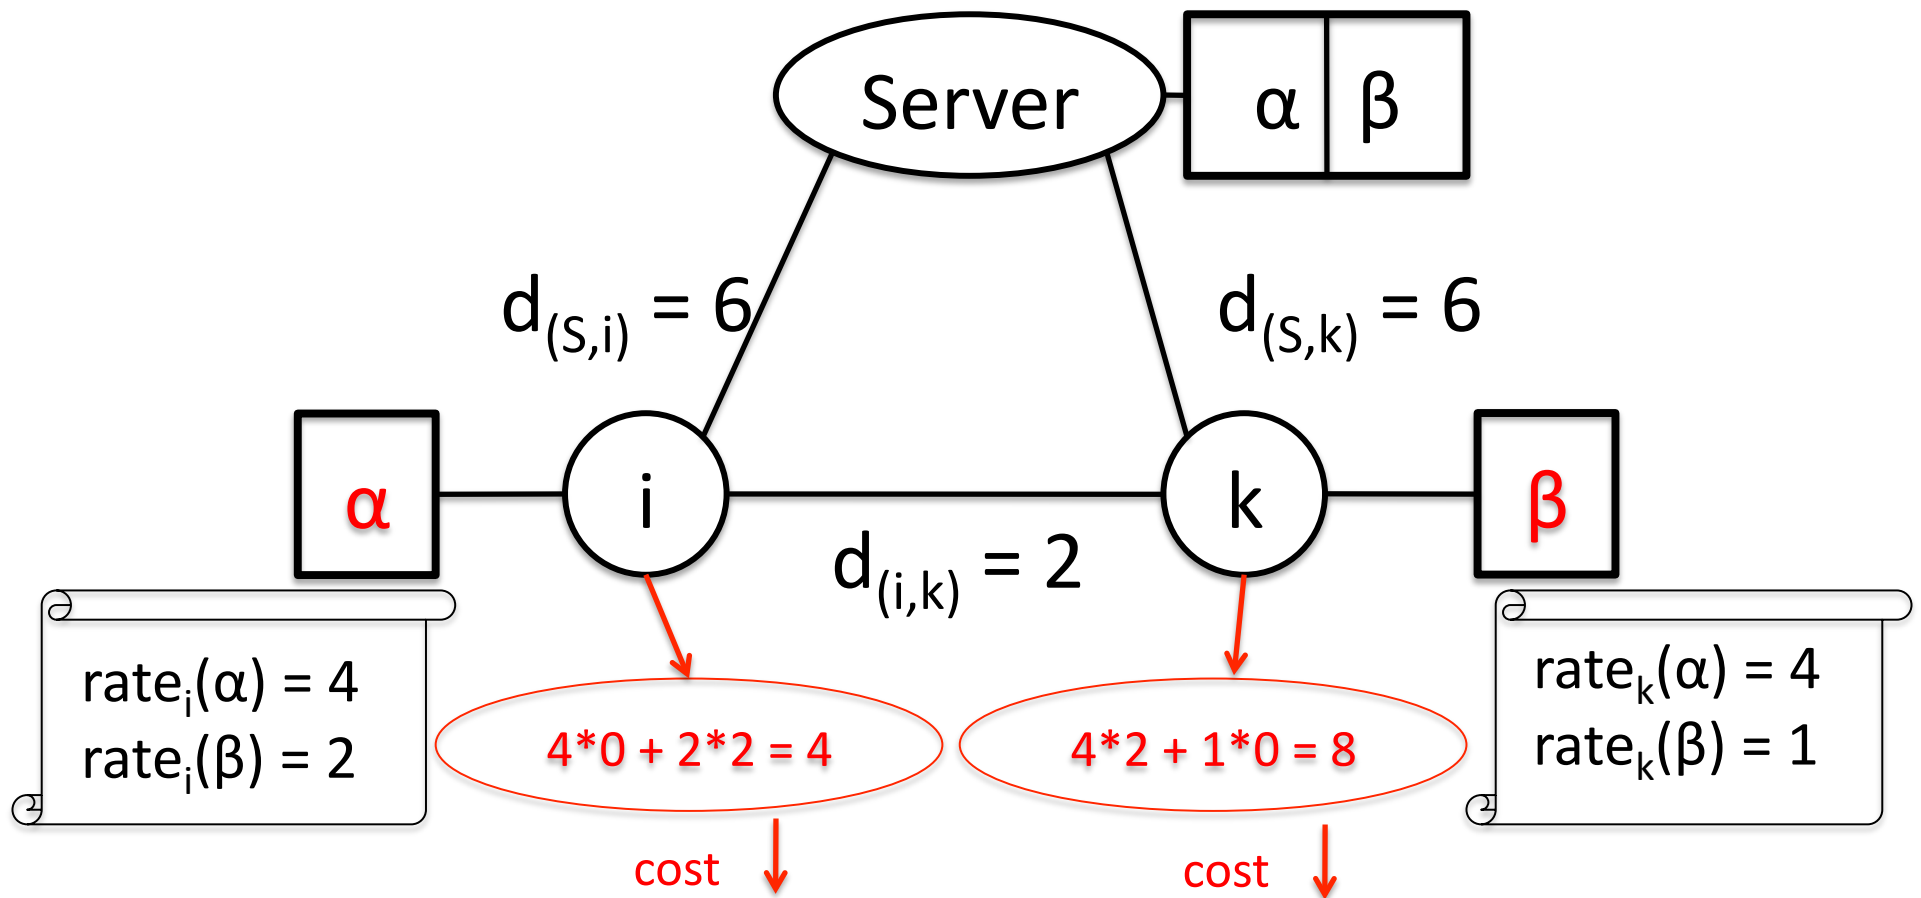 Server
α β
d(S,i) = 6
d(S,k) = 6
α
i
k
β
d(i,k) = 2
ratei(α) = 4
ratei(β) = 2
4*0 + 2*2 = 4
4*2 + 1*0 = 8
ratek(α) = 4
ratek(β) = 1
cost
cost